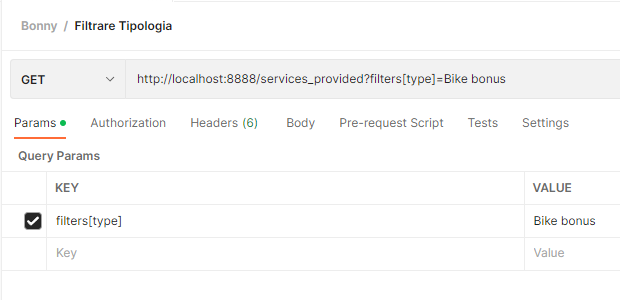 Bonny / Filtrare Tipologia
GET http://localhost:8888/services_provided?filters[type]=Bike bonus
Params Authorization Headers (6) Body Pre-request Script Tests Settings
Query Params
KEY VALUE
filters[type] Bike bonus
Key Value